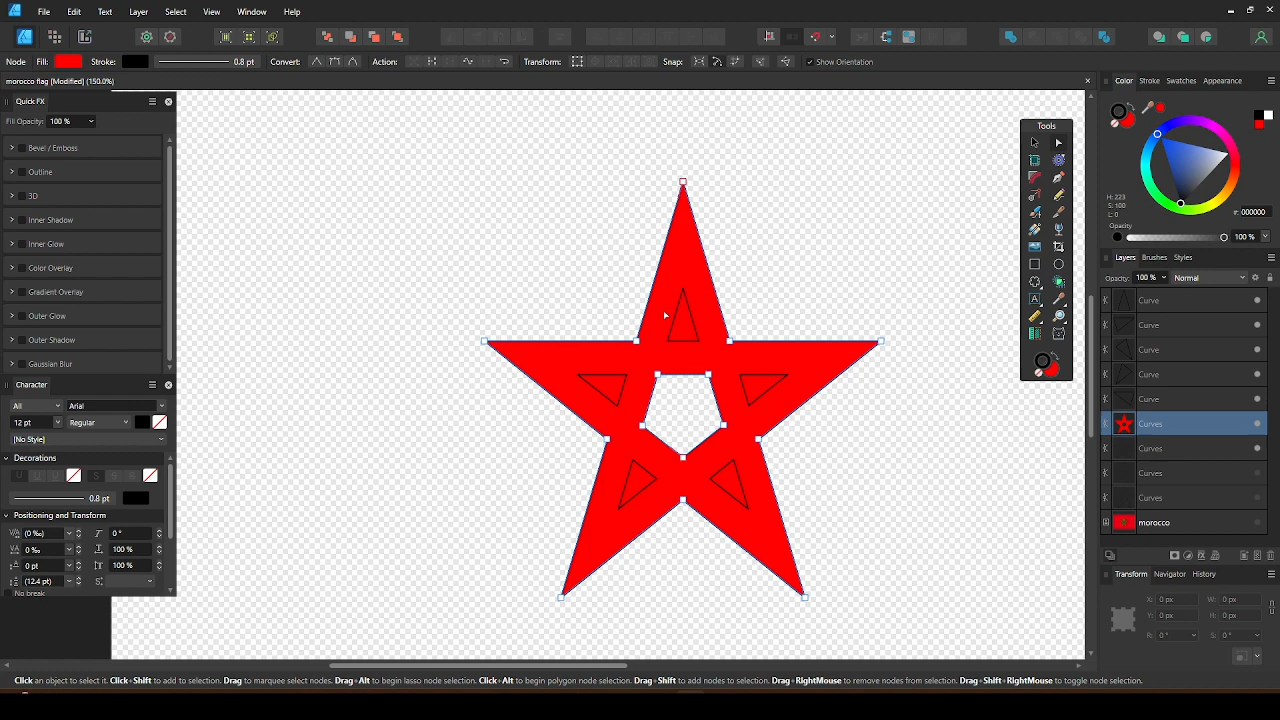 File Edit Text Layer Select View Window Help
Node Fill: Stroke: 0.8 pt Convert: Action: Transform: Snap: Show Orientation
morocco flag [Modified] (150.0%)
Quick FX
Fill Opacity: 100 %
Bevel / Emboss
Outline
3D
Inner Shadow
Inner Glow
Color Overlay
Gradient Overlay
Outer Glow
Outer Shadow
Gaussian Blur
Character
All Arial
12 pt Regular
[No Style]
Decorations
U U U S S S
0.8 pt
Positioning and Transform
(0 ‰) 0 °
0 ‰ 100 %
0 pt 100 %
(12.4 pt)
No break
Tools
Color Stroke Swatches Appearance
H: 223
S: 100
L: 0
#: 000000
Opacity
100 %
Layers Brushes Styles
Opacity: 100 % Normal
Curve
Curve
Curve
Curve
Curve
Curves
Curves
Curves
Curves
morocco
Transform Navigator History
X: 0 px W: 0 px
Y: 0 px H: 0 px
R: 0 ° S: 0 °
Click an object to select it. Click+Shift to add to selection. Drag to marquee select nodes. Drag+Alt to begin lasso node selection. Click+Alt to begin polygon node selection. Drag+Shift to add nodes to selection. Drag+RightMouse to remove nodes from selection. Drag+Shift+RightMouse to toggle node selection.